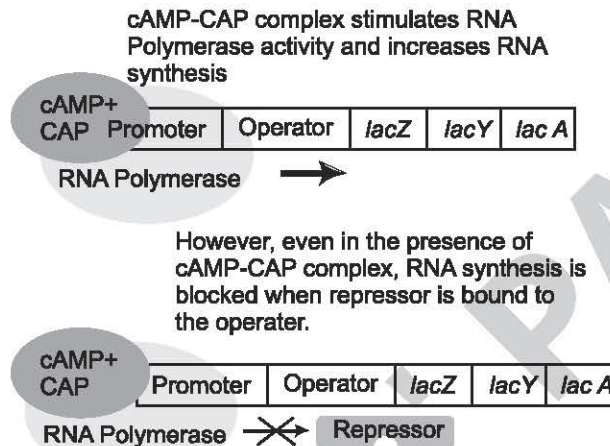 cAMP-CAP complex stimulates RNA
Polymerase activity and increases RNA
synthesis
cAMP+
CAP Promoter Operator lacZ lacY lac A
RNA Polymerase
However, even in the presence of
cAMP-CAP complex, RNA synthesis is
blocked when repressor is bound to
the operater.
cAMP+
CAP Promoter Operator lacZ lacY lac A
RNA Polymerase Repressor